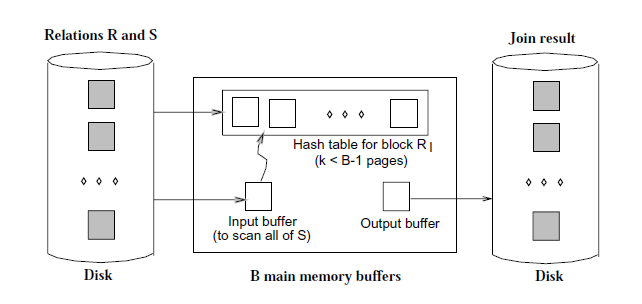 Relations R and S
Join result
Hash table for block R l
(k < B-1 pages)
Input buffer
(to scan all of S)
Output buffer
Disk
B main memory buffers
Disk